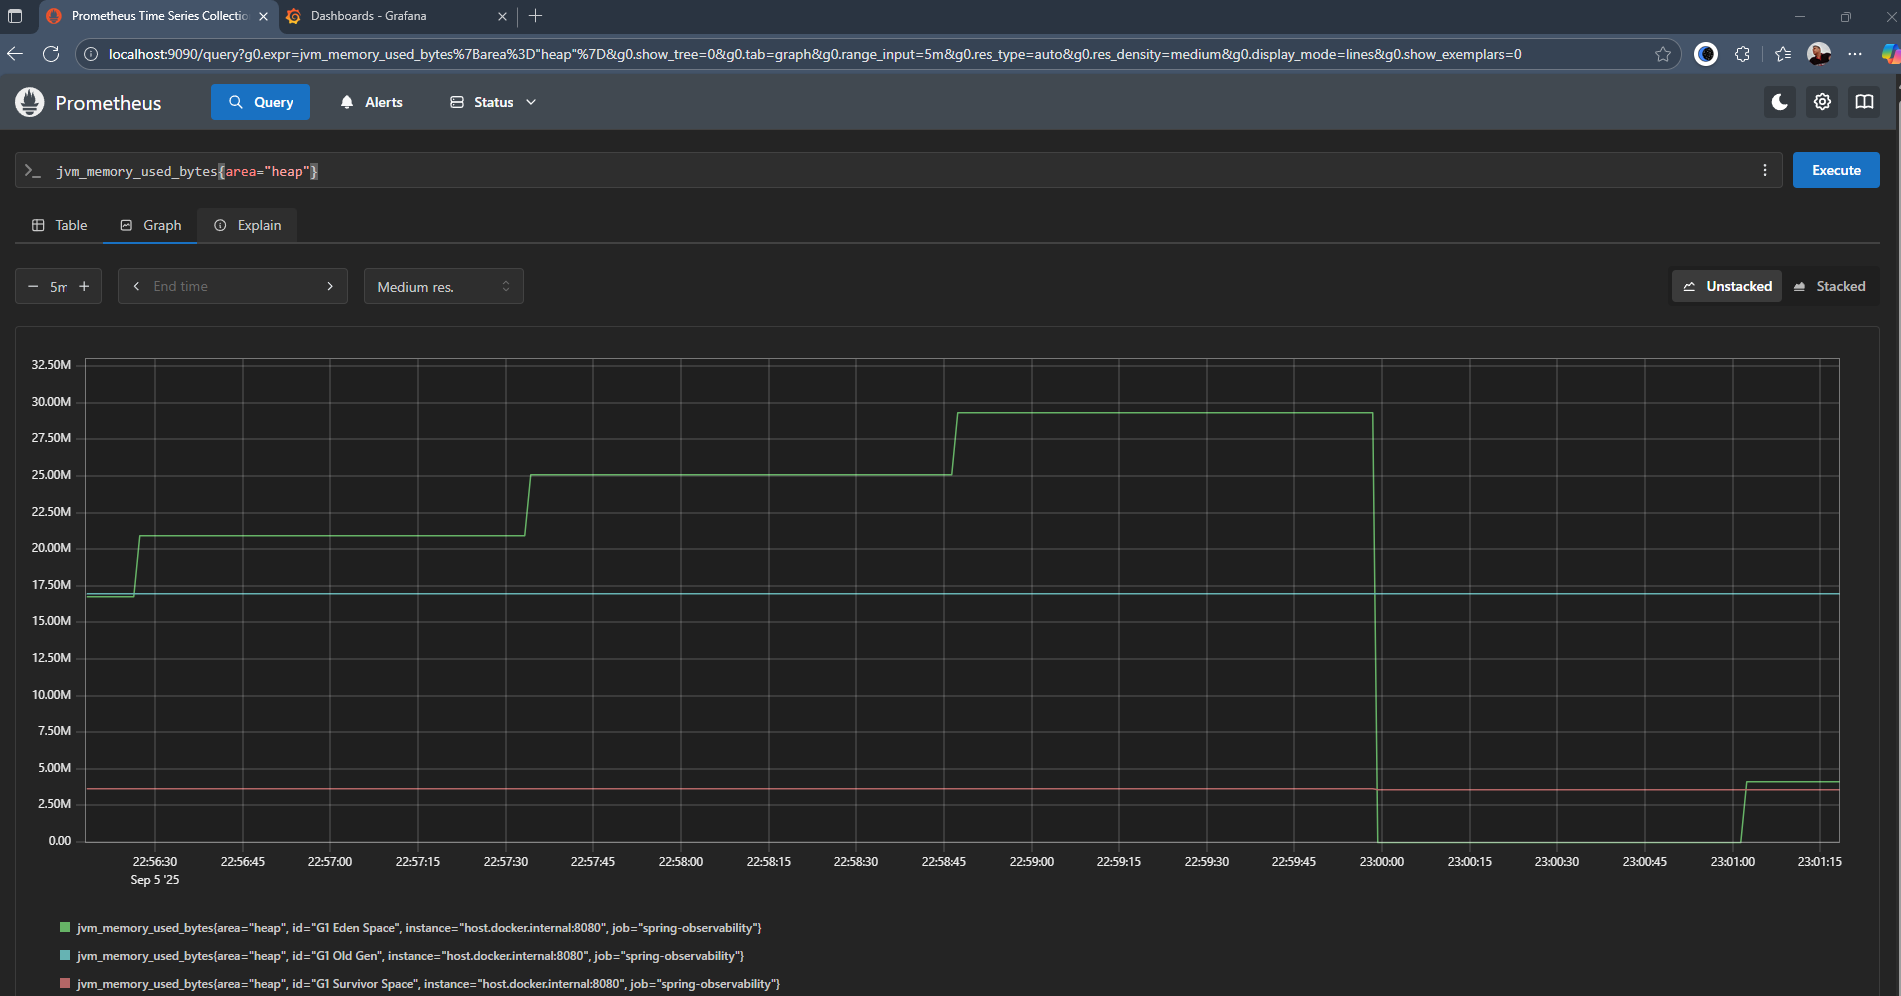 Prometheus Time Series Collectio
Dashboards - Grafana
localhost:9090/query?g0.expr=jvm_memory_used_bytes%7Barea%3D"heap"%7D&g0.show_tree=0&g0.tab=graph&g0.range_input=5m&g0.res_type=auto&g0.res_density=medium&g0.display_mode=lines&g0.show_exemplars=0
Prometheus
Query
Alerts
Status
>_ jvm_memory_used_bytes{area="heap"}
Execute
Table
Graph
Explain
5m
End time
Medium res.
Unstacked
Stacked
32.50M
30.00M
27.50M
25.00M
22.50M
20.00M
17.50M
15.00M
12.50M
10.00M
7.50M
5.00M
2.50M
0.00
22:56:30 22:56:45 22:57:00 22:57:15 22:57:30 22:57:45 22:58:00 22:58:15 22:58:30 22:58:45 22:59:00 22:59:15 22:59:30 22:59:45 23:00:00 23:00:15 23:00:30 23:00:45 23:01:00 23:01:15
Sep 5 '25
jvm_memory_used_bytes{area="heap", id="G1 Eden Space", instance="host.docker.internal:8080", job="spring-observability"}
jvm_memory_used_bytes{area="heap", id="G1 Old Gen", instance="host.docker.internal:8080", job="spring-observability"}
jvm_memory_used_bytes{area="heap", id="G1 Survivor Space", instance="host.docker.internal:8080", job="spring-observability"}